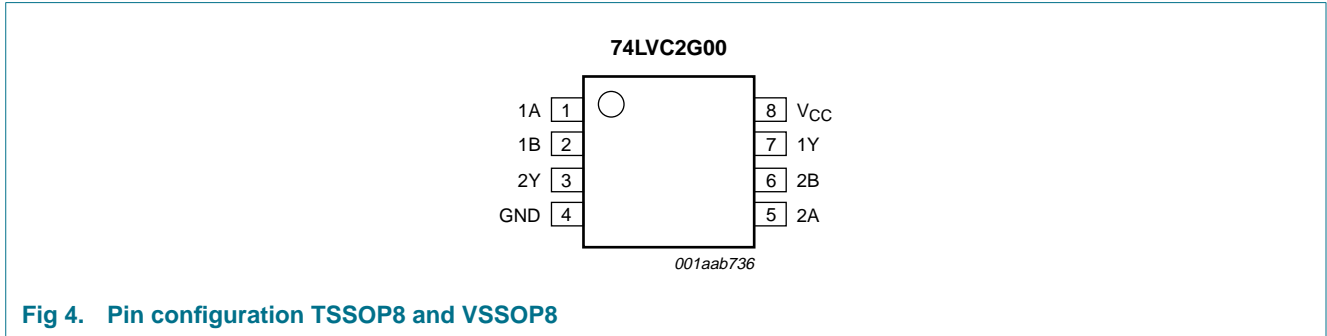 74LVC2G00
1A 1 8 VCC
1B 2 7 1Y
2Y 3 6 2B
GND 4 5 2A
001aab736
Fig 4. Pin configuration TSSOP8 and VSSOP8